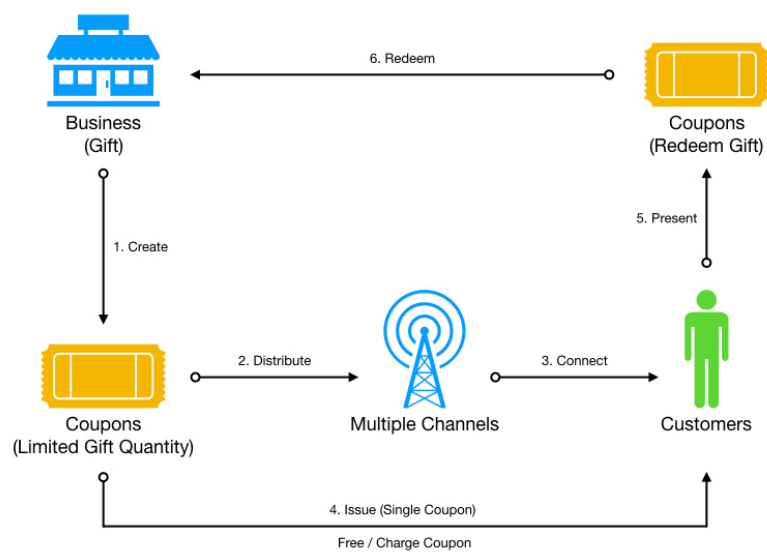 6. Redeem
Business
(Gift)
Coupons
(Redeem Gift)
5. Present
1. Create
2. Distribute
3. Connect
Coupons
(Limited Gift Quantity)
Multiple Channels
Customers
4. Issue (Single Coupon)
Free / Charge Coupon